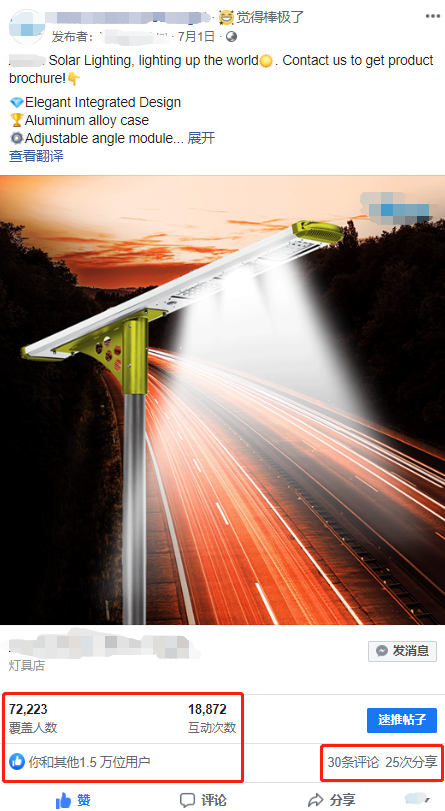 觉得棒极了
发布者： · 7月1日 ·
Solar Lighting, lighting up the world. Contact us to get product
brochure!
Elegant Integrated Design
Aluminum alloy case
Adjustable angle module... 展开
查看翻译
发消息
灯具店
72,223 18,872
覆盖人数 互动次数
速推帖子
你和其他1.5 万位用户 30条评论 25次分享
赞 评论 分享